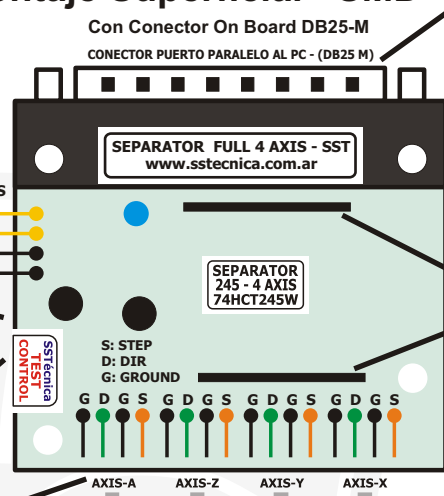 Con Conector On Board DB25-M
CONECTOR PUERTO PARALELO AL PC - (DB25 M)
SEPARATOR FULL 4 AXIS - SST
www.sstecnica.com.ar
SEPARATOR
245 - 4 AXIS
74HCT245W
SSTécnica
TEST
CONTROL
S: STEP
D: DIR
G: GROUND
G D G S G D G S G D G S G D G S
AXIS-A AXIS-Z AXIS-Y AXIS-X